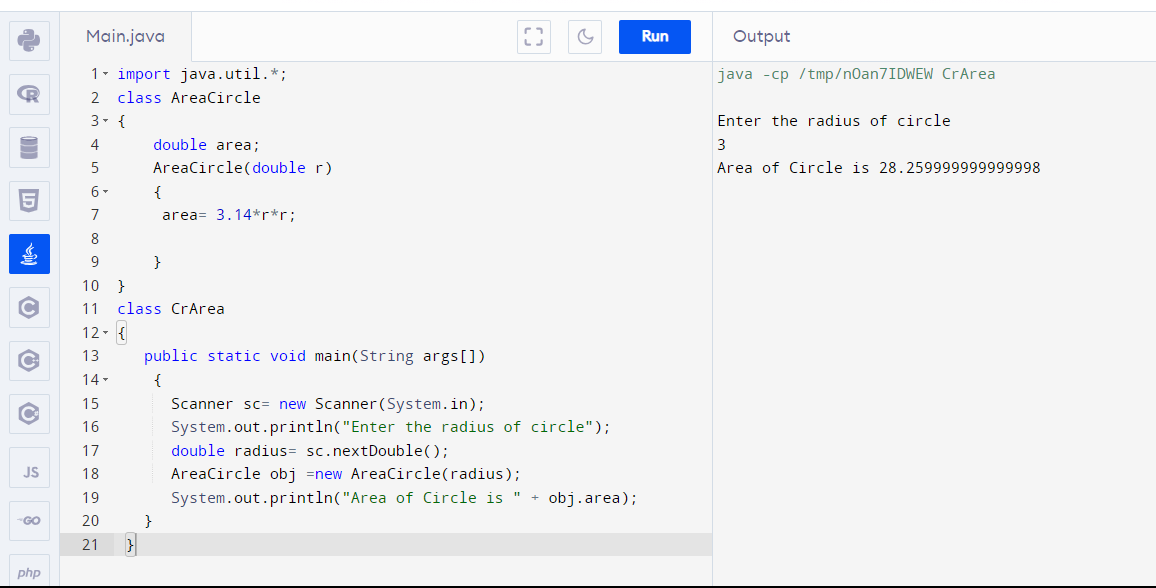 Main.java
Run
Output
1 import java.util.*;
2 class AreaCircle
3 {
4 double area;
5 AreaCircle(double r)
6 {
7 area= 3.14*r*r;
8
9 }
10 }
11 class CrArea
12 {
13 public static void main(String args[])
14 {
15 Scanner sc= new Scanner(System.in);
16 System.out.println("Enter the radius of circle");
17 double radius= sc.nextDouble();
18 AreaCircle obj =new AreaCircle(radius);
19 System.out.println("Area of Circle is " + obj.area);
20 }
21 }
java -cp /tmp/nOan7IDWEW CrArea
Enter the radius of circle
3
Area of Circle is 28.259999999999998
R
5
C
C
C
JS
GO
php